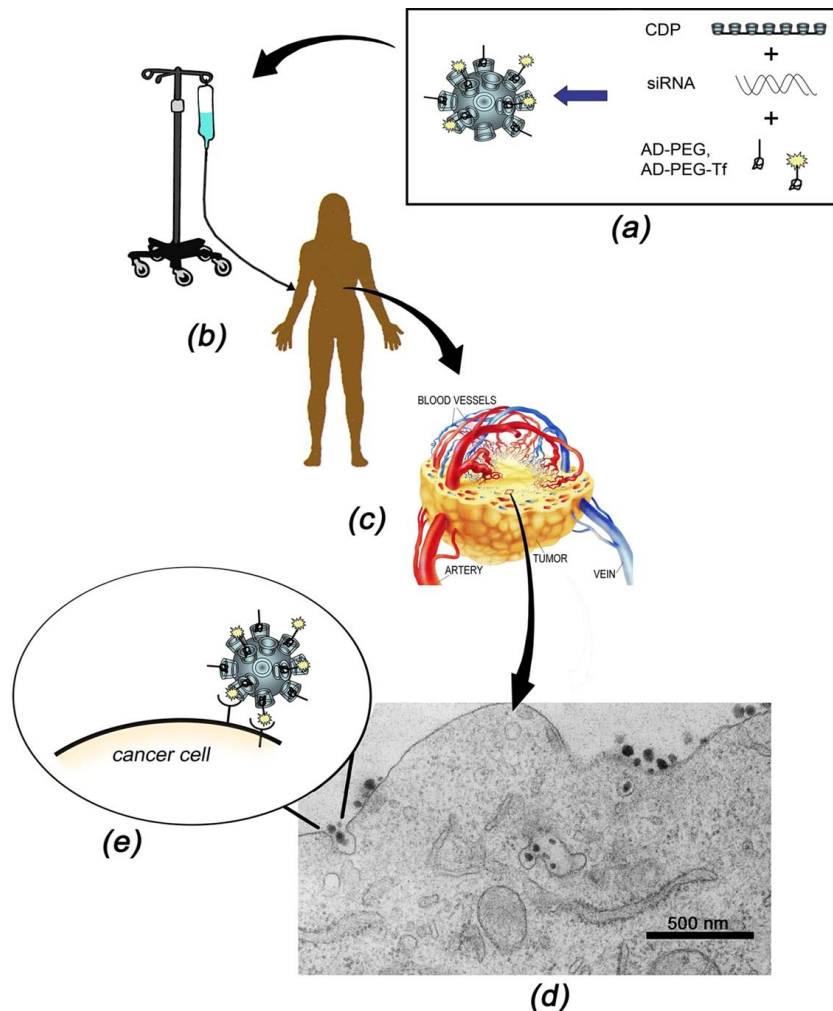 CDP
+
siRNA
+
AD-PEG,
AD-PEG-Tf
(a)
(b)
BLOOD VESSELS
(c)
TUMOR
ARTERY
VEIN
cancer cell
(e)
500 nm
(d)